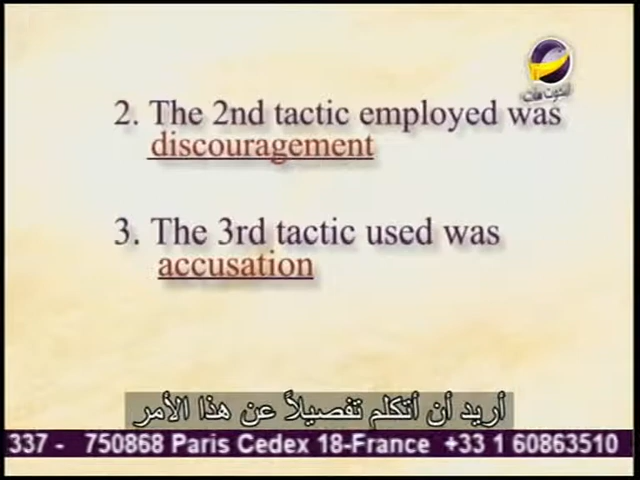 2. The 2nd tactic employed was
discouragement
3. The 3rd tactic used was
accusation
أريد أن أتكلم تفصيلاً عن هذا الأمر
337 - 750868 Paris Cedex 18-France +33 1 60863510